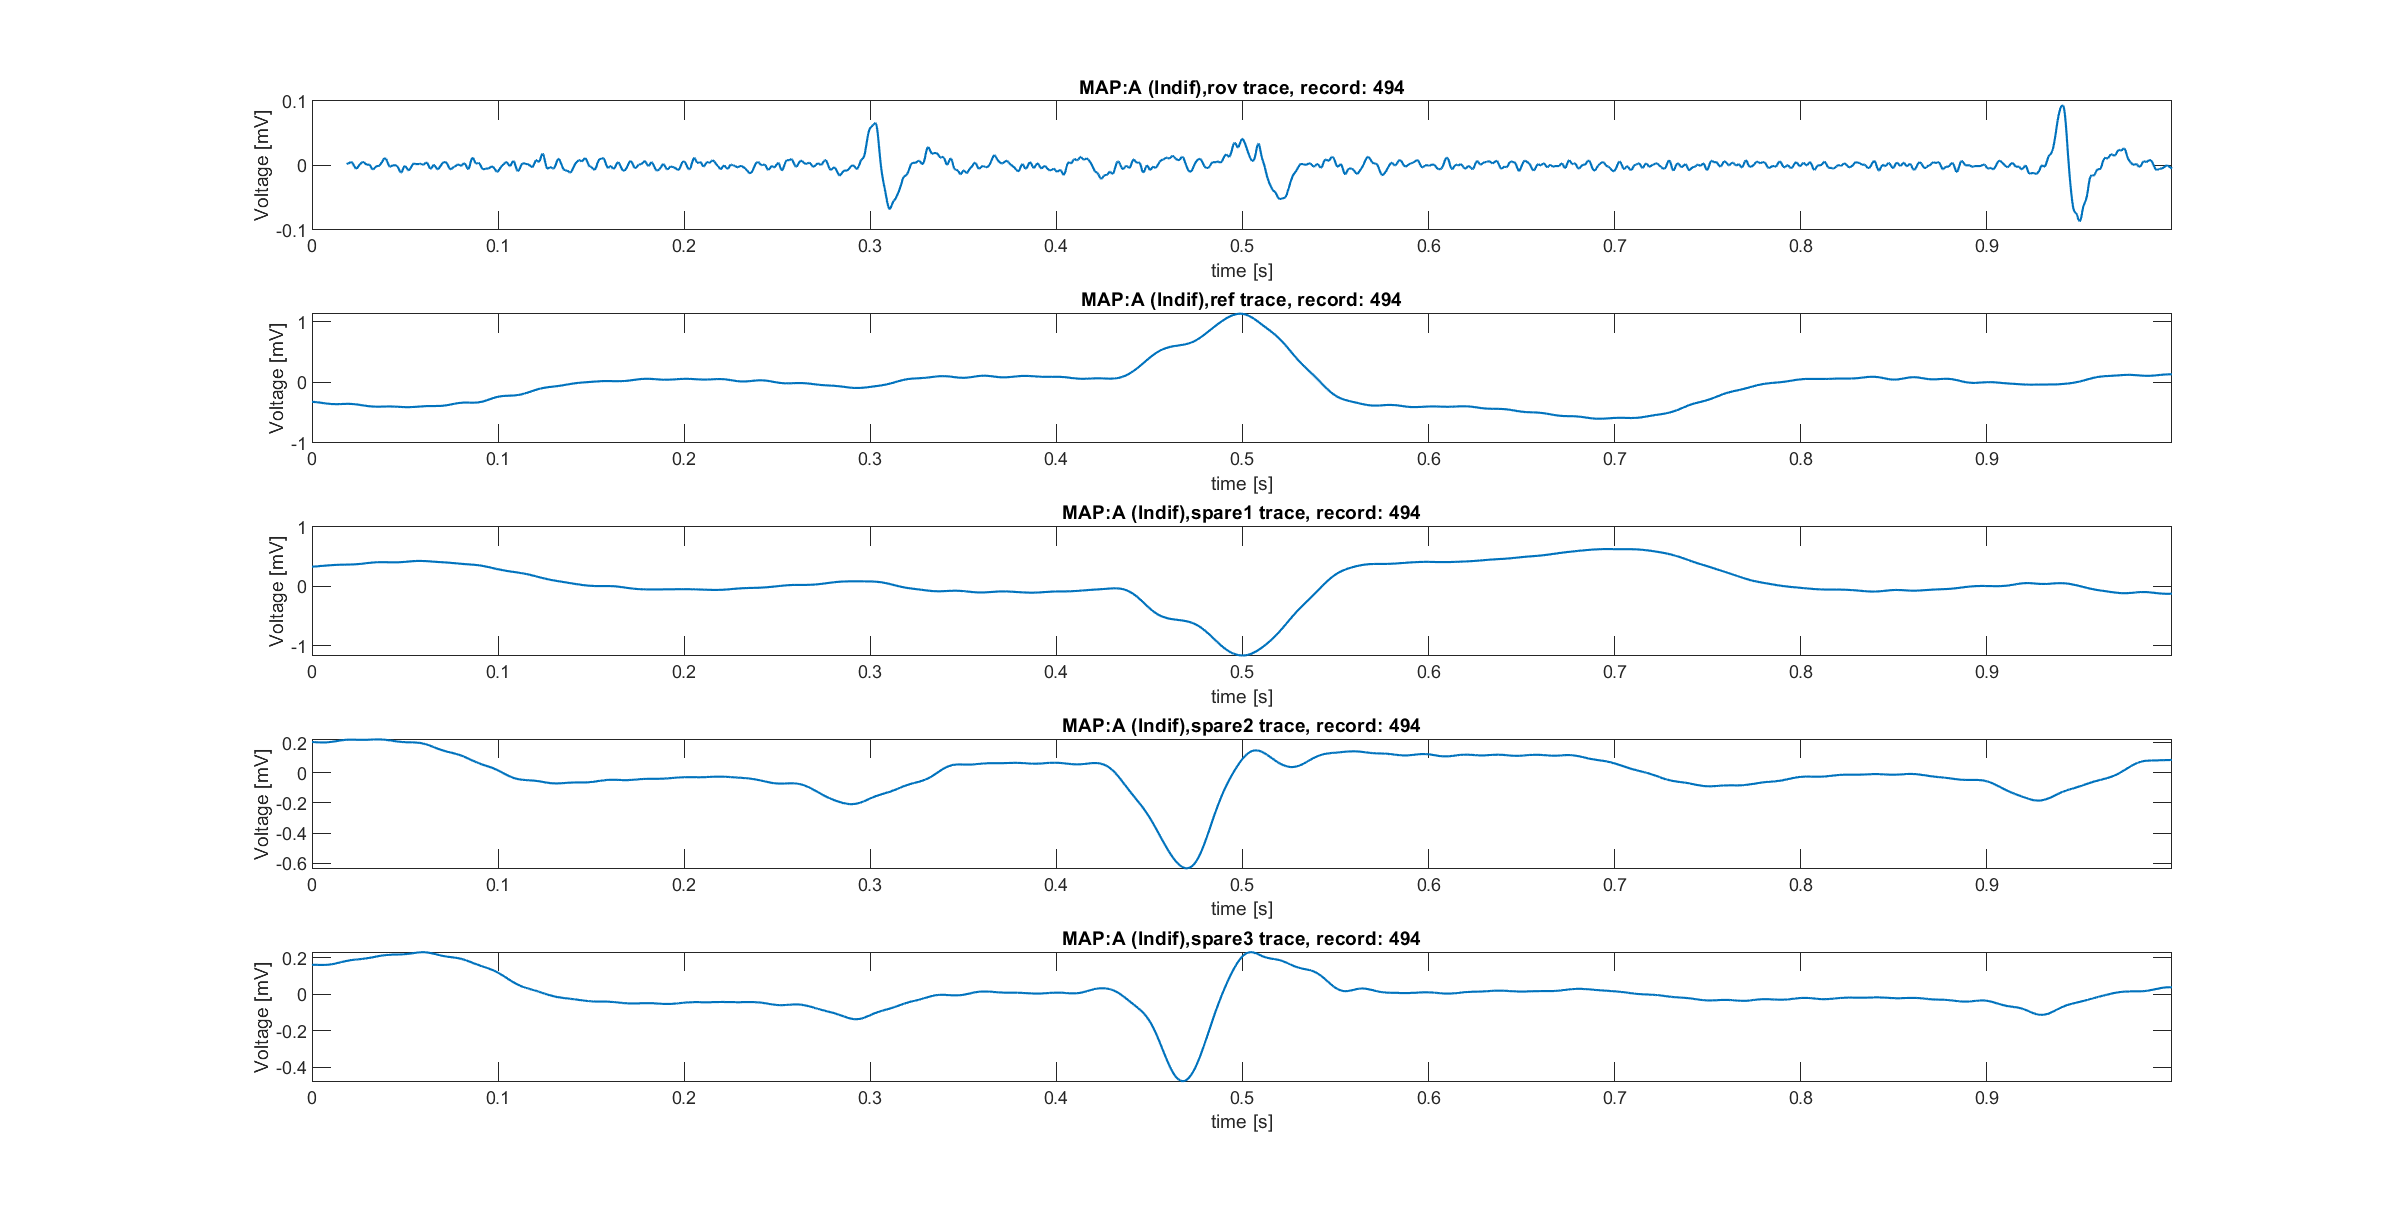 MAP:A (Indif),rov trace, record: 494
Voltage [mV]
0.1
0
-0.1
0 0.1 0.2 0.3 0.4 0.5 0.6 0.7 0.8 0.9
time [s]
MAP:A (Indif),ref trace, record: 494
Voltage [mV]
1
0
-1
0 0.1 0.2 0.3 0.4 0.5 0.6 0.7 0.8 0.9
time [s]
MAP:A (Indif),spare1 trace, record: 494
Voltage [mV]
1
0
-1
0 0.1 0.2 0.3 0.4 0.5 0.6 0.7 0.8 0.9
time [s]
MAP:A (Indif),spare2 trace, record: 494
Voltage [mV]
0.2
0
-0.2
-0.4
-0.6
0 0.1 0.2 0.3 0.4 0.5 0.6 0.7 0.8 0.9
time [s]
MAP:A (Indif),spare3 trace, record: 494
Voltage [mV]
0.2
0
-0.2
-0.4
0 0.1 0.2 0.3 0.4 0.5 0.6 0.7 0.8 0.9
time [s]